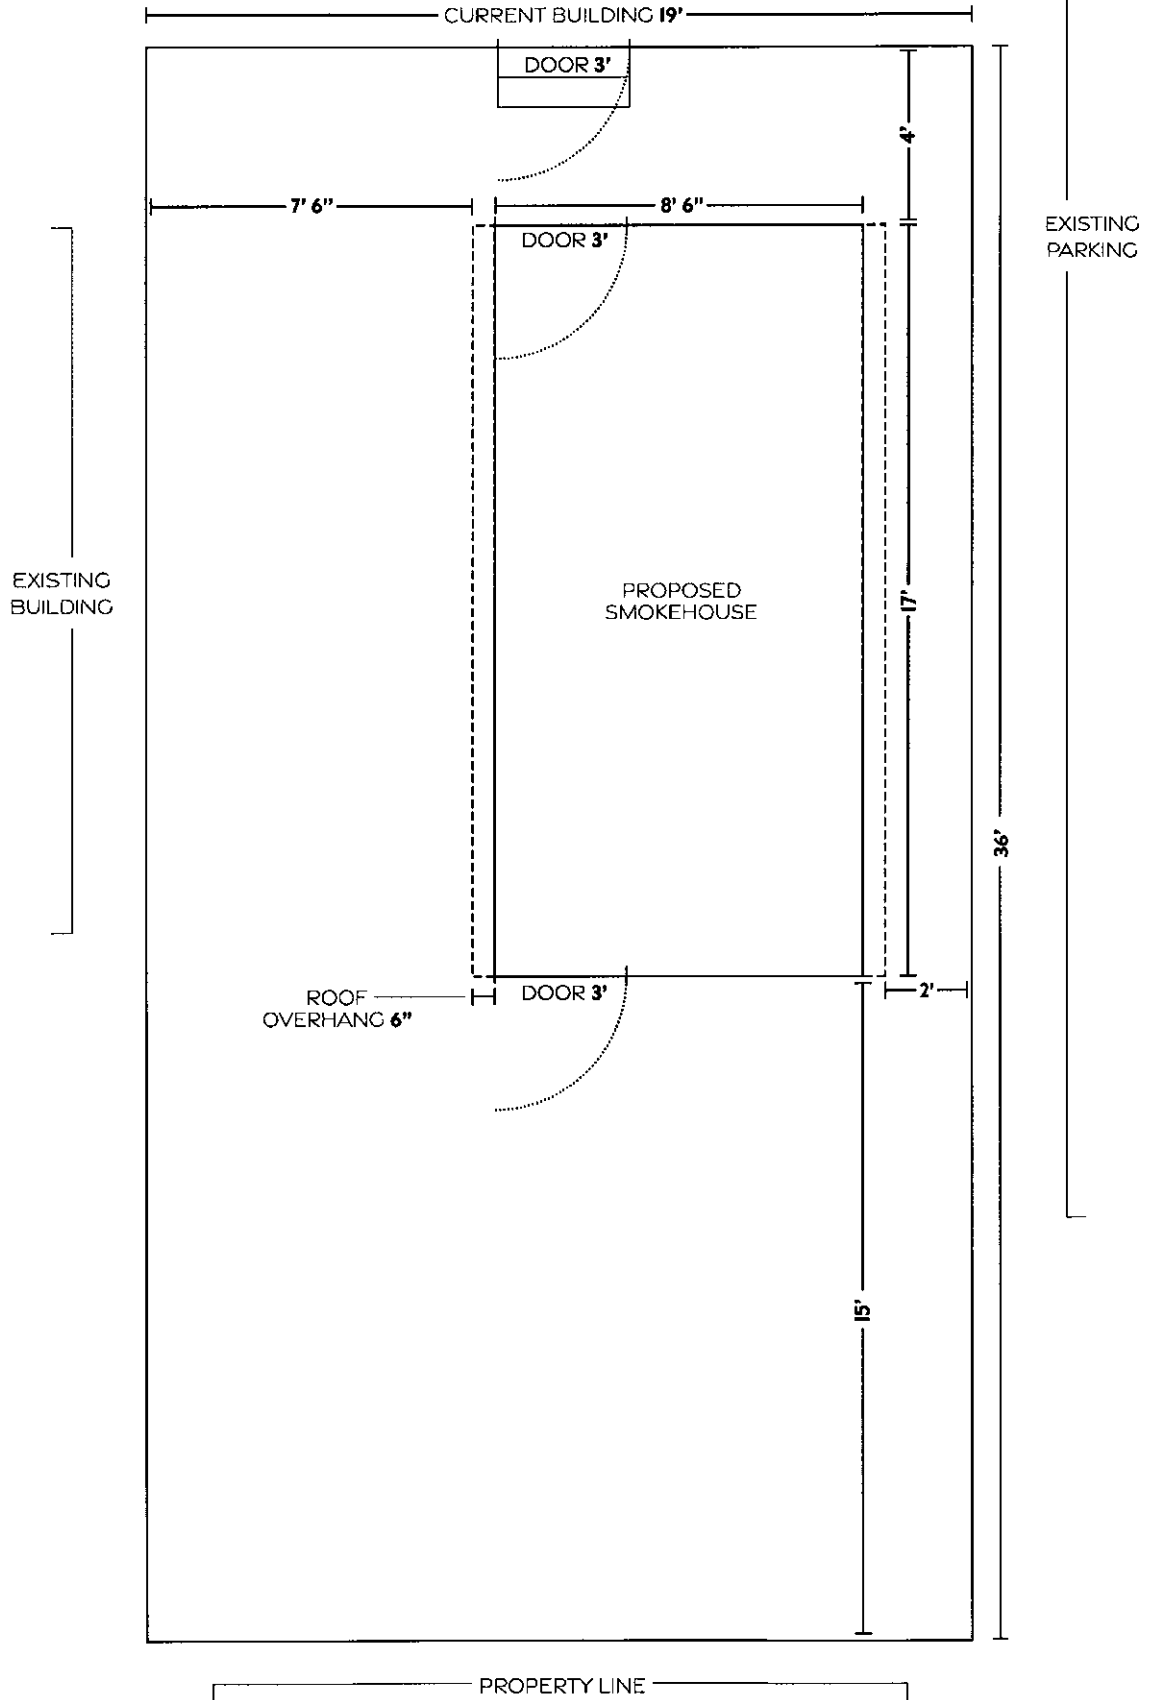 CURRENT BUILDING 19'
DOOR 3'
4'
7' 6"
8' 6"
EXISTING
PARKING
DOOR 3'
EXISTING
BUILDING
PROPOSED
SMOKEHOUSE
17'
36'
ROOF
OVERHANG 6"
DOOR 3'
2'
15'
PROPERTY LINE